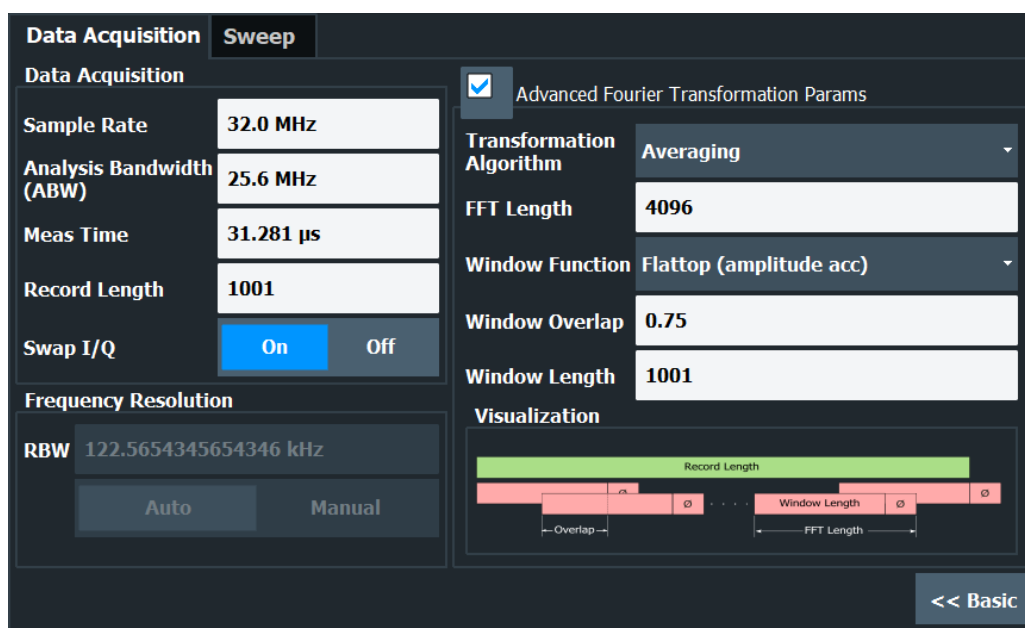 Data Acquisition Sweep
Data Acquisition
Sample Rate 32.0 MHz
Analysis Bandwidth (ABW) 25.6 MHz
Meas Time 31.281 µs
Record Length 1001
Swap I/Q On Off
Frequency Resolution
RBW 122.5654345654346 kHz
Auto Manual
Advanced Fourier Transformation Params
Transformation Algorithm Averaging
FFT Length 4096
Window Function Flattop (amplitude acc)
Window Overlap 0.75
Window Length 1001
Visualization
Record Length
Ø Ø
Ø Window Length Ø
Overlap FFT Length
<< Basic